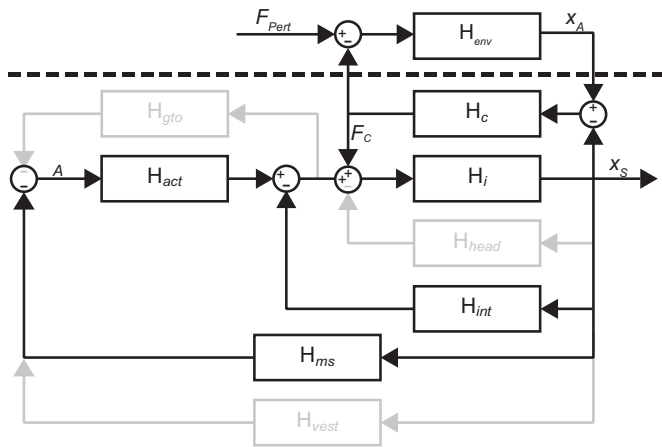 F_Pert
+
−
H_env
x_A
H_gto
H_c
+
−
F_C
−
−
A
H_act
+
−
+ +
−
H_i
x_S
H_head
H_int
H_ms
H_vest